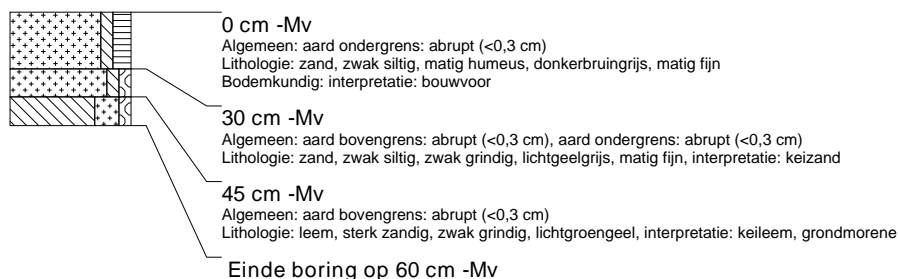 0 cm -Mv
Algemeen: aard ondergrens: abrupt (<0,3 cm)
Lithologie: zand, zwak siltig, matig humeus, donkerbruingrijs, matig fijn
Bodemkundig: interpretatie: bouwvoor
30 cm -Mv
Algemeen: aard bovengrens: abrupt (<0,3 cm), aard ondergrens: abrupt (<0,3 cm)
Lithologie: zand, zwak siltig, zwak grindig, lichtgeelgrijs, matig fijn, interpretatie: keizand
45 cm -Mv
Algemeen: aard bovengrens: abrupt (<0,3 cm)
Lithologie: leem, sterk zandig, zwak grindig, lichtgroengeel, interpretatie: keileem, grondmorene
Einde boring op 60 cm -Mv